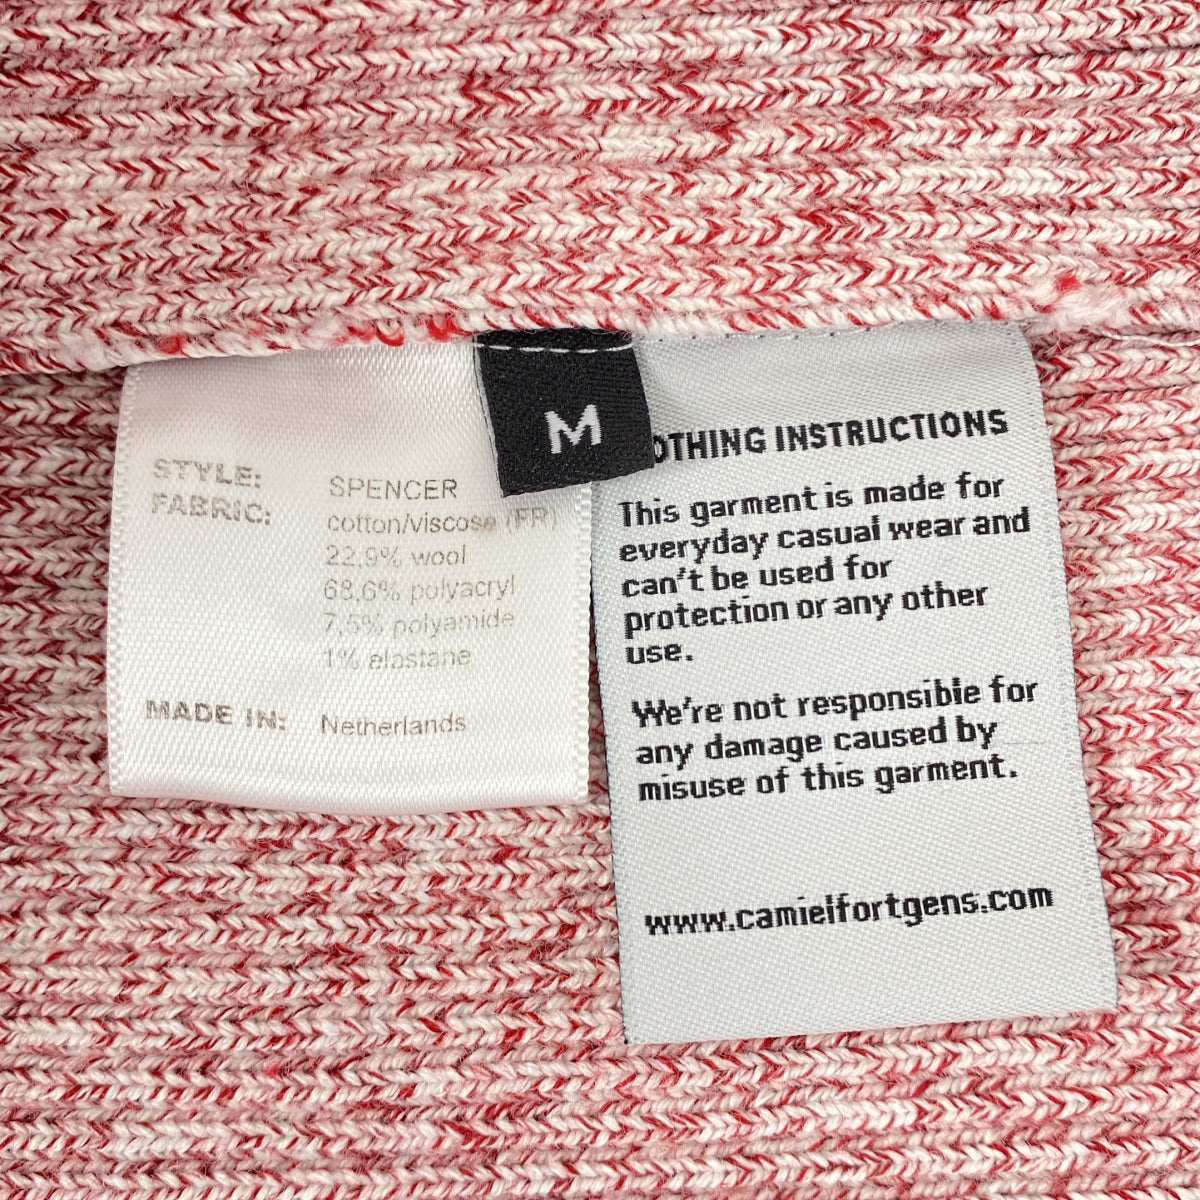 STYLE: SPENCER
FABRIC: cotton/viscose (FR)
22,9% wool
68,6% polyacryl
7,5% polyamide
1% elastane
MADE IN: Netherlands
M
OTHING INSTRUCTIONS
This garment is made for
everyday casual wear and
can't be used for
protection or any other
use.
We're not responsible for
any damage caused by
misuse of this garment.
www.camielfortgens.com